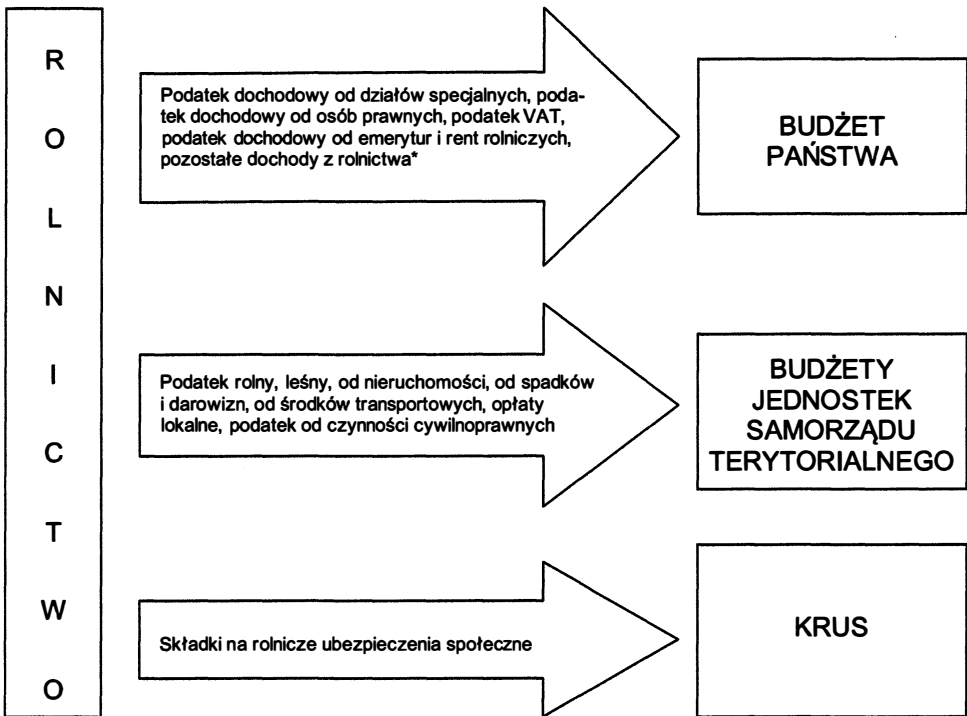 R
O
L
N
I
C
T
W
O
Podatek dochodowy od działów specjalnych, poda-
tek dochodowy od osób prawnych, podatek VAT,
podatek dochodowy od emerytur i rent rolniczych,
pozostałe dochody z rolnictwa*
BUDŻET
PAŃSTWA
Podatek rolny, leśny, od nieruchomości, od spadków
i darowizn, od środków transportowych, opłaty
lokalne, podatek od czynności cywilnoprawnych
BUDŻETY
JEDNOSTEK
SAMORZĄDU
TERYTORIALNEGO
Składki na rolnicze ubezpieczenia społeczne
KRUS